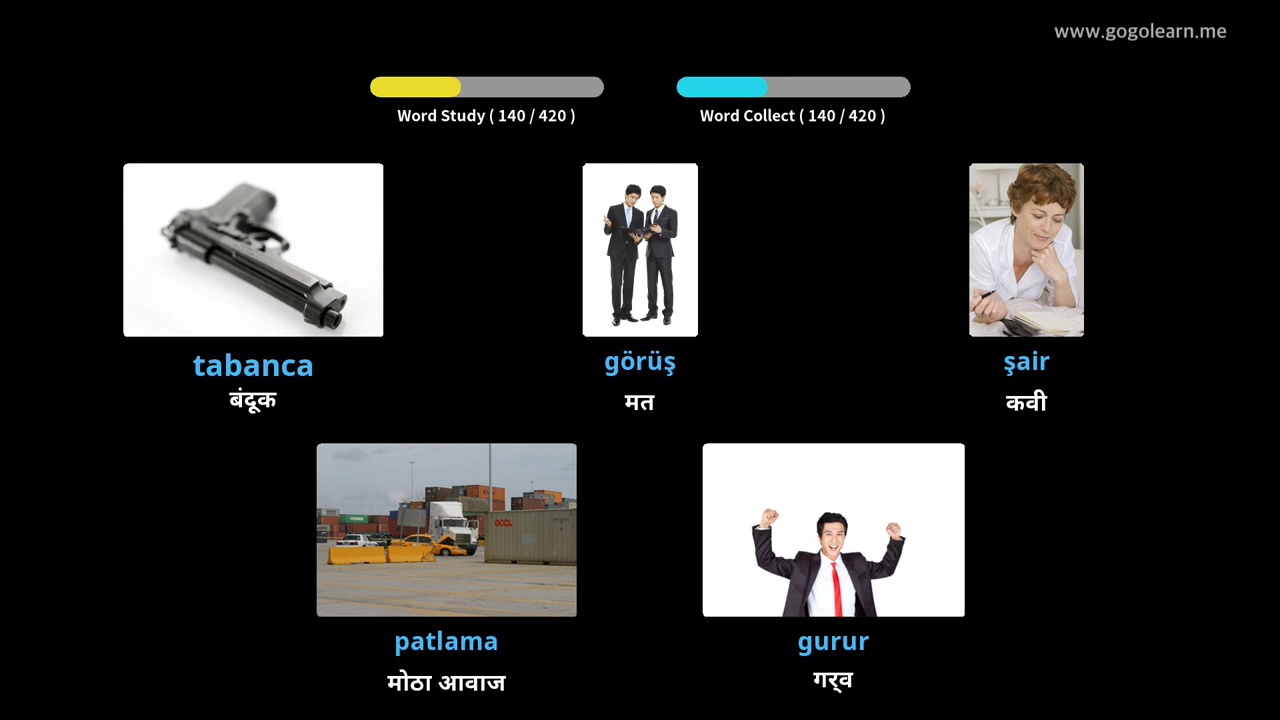 www.gogolearn.me
Word Study ( 140 / 420 )
Word Collect ( 140 / 420 )
tabanca
बंदूक
görüş
मत
şair
कवी
patlama
मोठा आवाज
gurur
गर्‍व